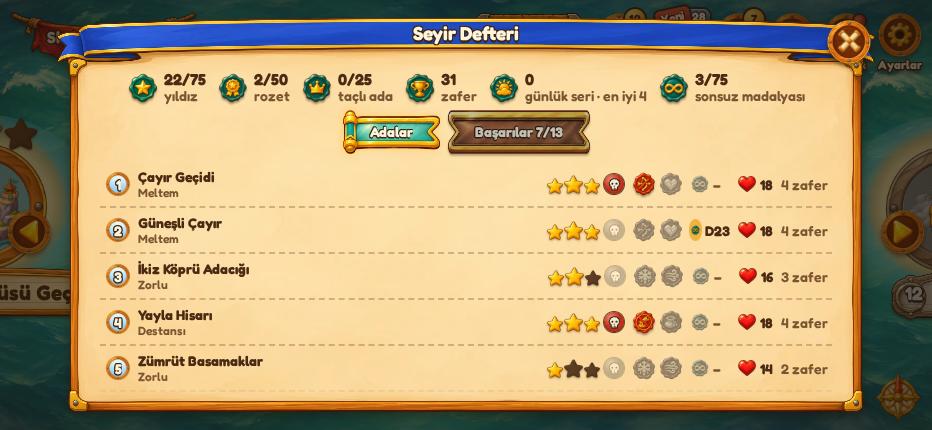 Seyir Defteri
Ayarlar
22/75
yıldız
2/50
rozet
0/25
taçlı ada
31
zafer
0
günlük seri · en iyi 4
3/75
sonsuz madalyası
Adalar
Başarılar 7/13
1
Çayır Geçidi
Meltem
–
18
4 zafer
2
Güneşli Çayır
Meltem
D23
18
4 zafer
3
İkiz Köprü Adacığı
Zorlu
–
16
3 zafer
4
Yayla Hisarı
Destansı
–
18
4 zafer
5
Zümrüt Basamaklar
Zorlu
–
14
2 zafer
12